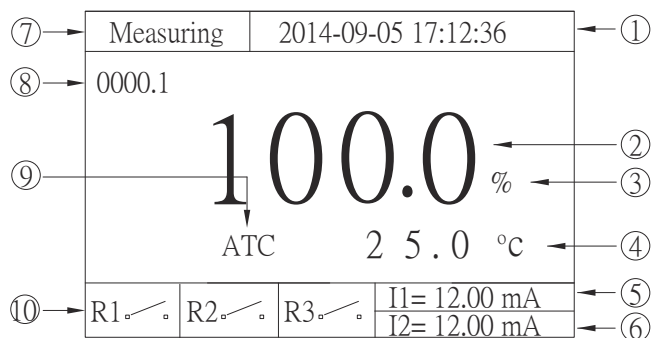 ⑦ Measuring 2014-09-05 17:12:36 ①
⑧ 0000.1
100.0 ②
⑨ % ③
ATC 25.0 °C ④
⑩ R1 R2 R3 I1= 12.00 mA ⑤
I2= 12.00 mA ⑥